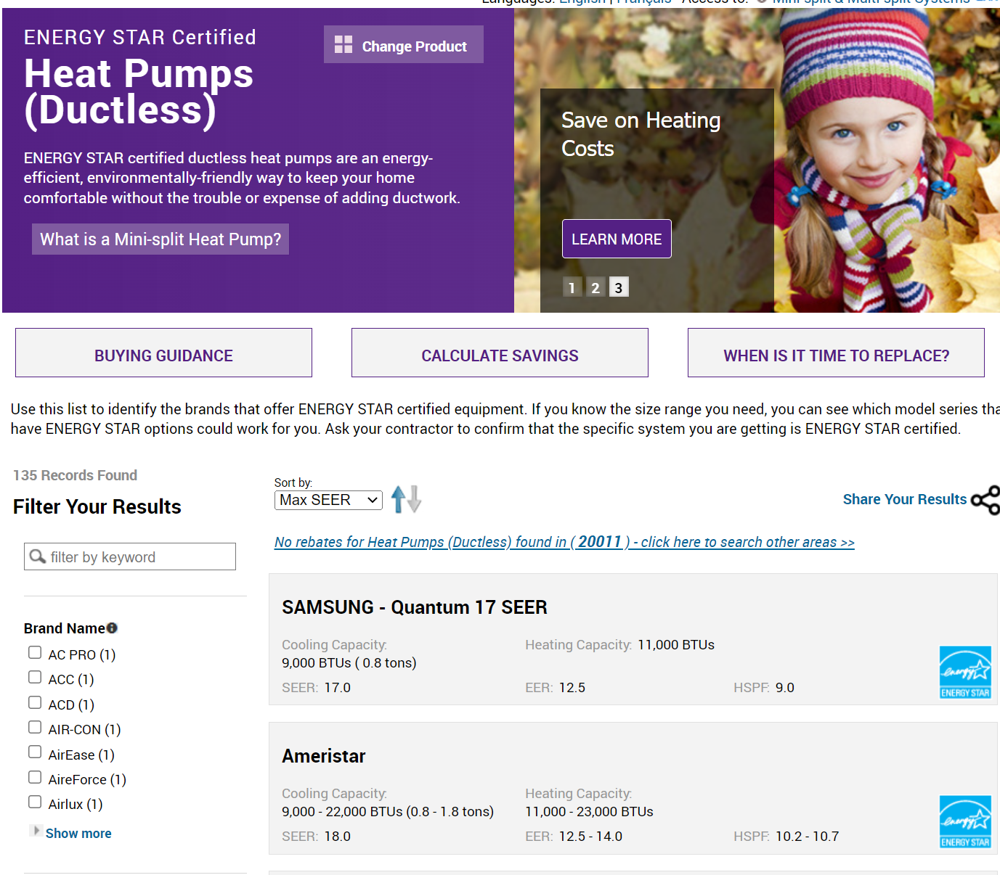 Languages: English | Français Access to: Mini-split & Multi-split Systems
ENERGY STAR Certified
Heat Pumps
(Ductless)
Change Product
ENERGY STAR certified ductless heat pumps are an energy-
efficient, environmentally-friendly way to keep your home
comfortable without the trouble or expense of adding ductwork.
What is a Mini-split Heat Pump?
Save on Heating
Costs
LEARN MORE
1 2 3
BUYING GUIDANCE
CALCULATE SAVINGS
WHEN IS IT TIME TO REPLACE?
Use this list to identify the brands that offer ENERGY STAR certified equipment. If you know the size range you need, you can see which model series tha
have ENERGY STAR options could work for you. Ask your contractor to confirm that the specific system you are getting is ENERGY STAR certified.
135 Records Found
Filter Your Results
filter by keyword
Brand Name
AC PRO (1)
ACC (1)
ACD (1)
AIR-CON (1)
AirEase (1)
AireForce (1)
Airlux (1)
Show more
Sort by:
Max SEER
Share Your Results
No rebates for Heat Pumps (Ductless) found in ( 20011 ) - click here to search other areas >>
SAMSUNG - Quantum 17 SEER
Cooling Capacity:
9,000 BTUs ( 0.8 tons)
Heating Capacity: 11,000 BTUs
SEER: 17.0
EER: 12.5
HSPF: 9.0
energy
ENERGY STAR
Ameristar
Cooling Capacity:
9,000 - 22,000 BTUs (0.8 - 1.8 tons)
Heating Capacity:
11,000 - 23,000 BTUs
SEER: 18.0
EER: 12.5 - 14.0
HSPF: 10.2 - 10.7
energy
ENERGY STAR